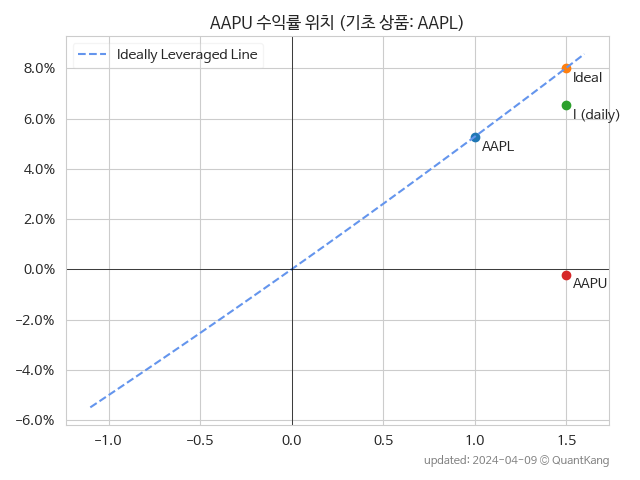 AAPU 수익률 위치 (기초 상품: AAPL)
Ideally Leveraged Line
8.0%
Ideal
6.0%
I (daily)
AAPL
4.0%
2.0%
0.0%
AAPU
−2.0%
−4.0%
−6.0%
−1.0 −0.5 0.0 0.5 1.0 1.5
updated: 2024-04-09 © QuantKang